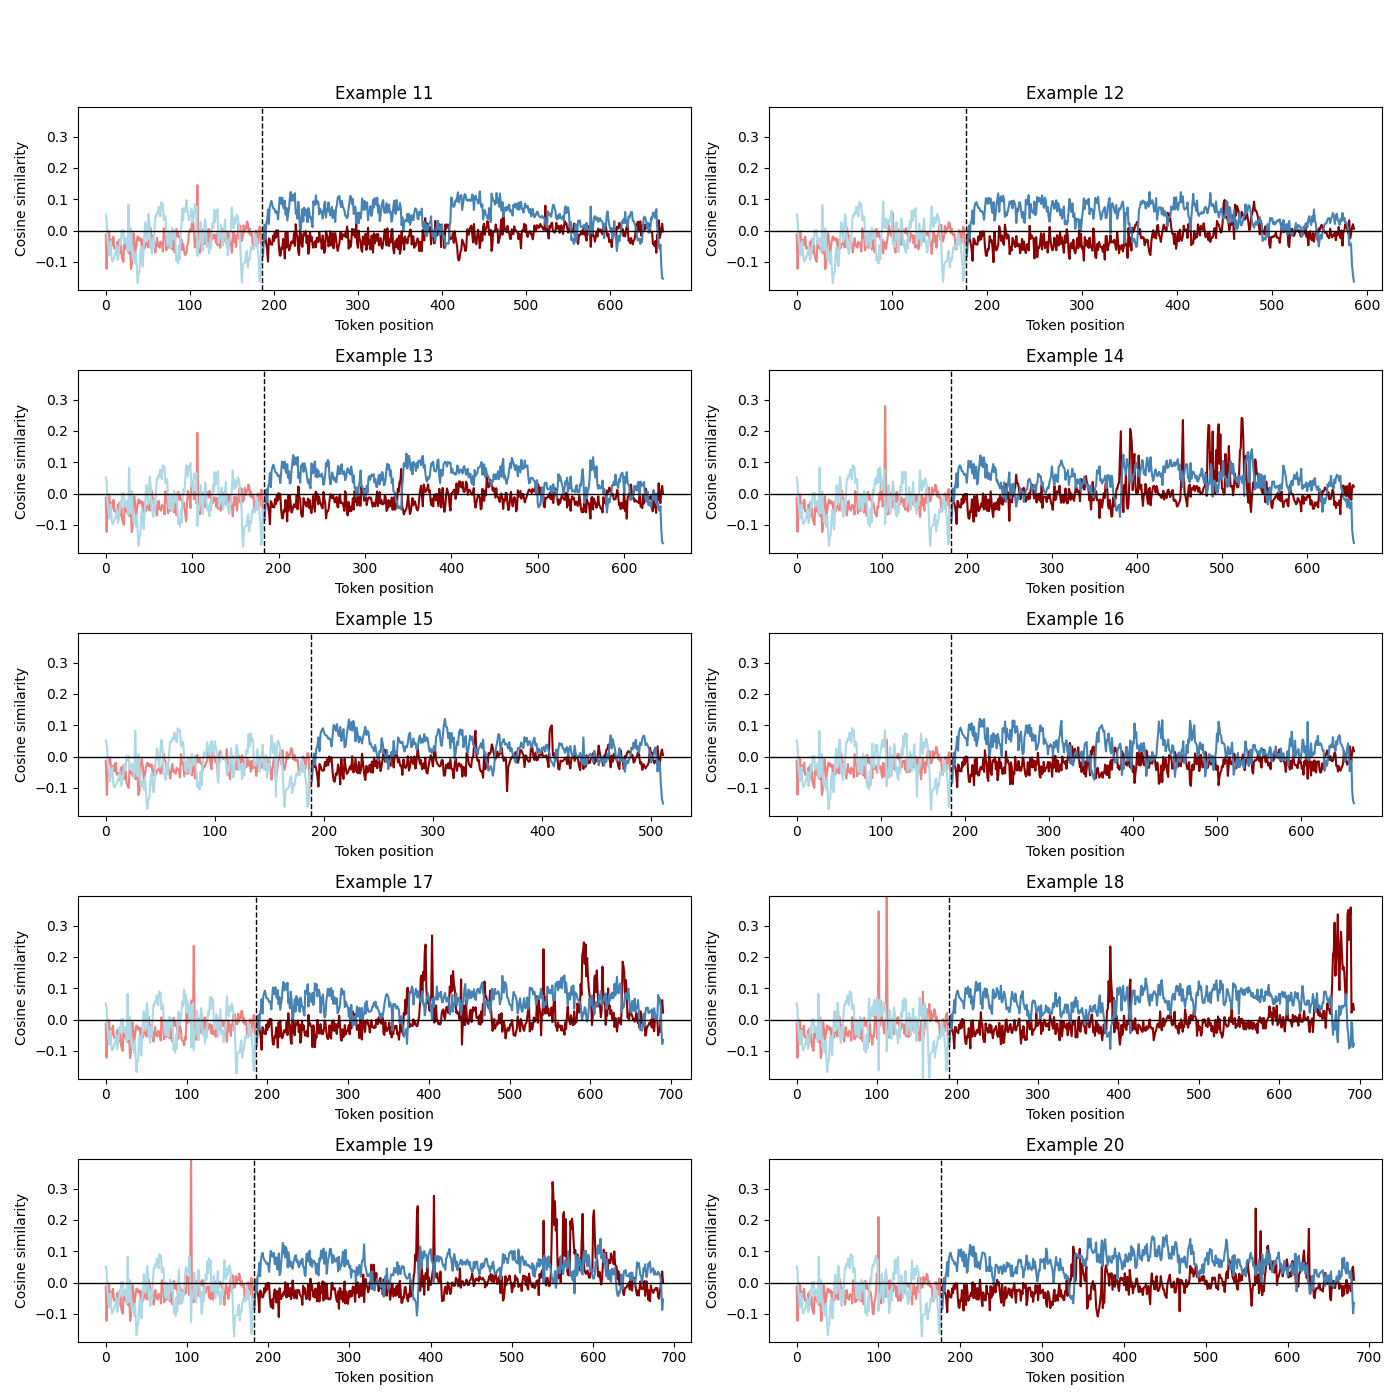 Example 11
Cosine similarity
0.3
0.2
0.1
0.0
−0.1
0 100 200 300 400 500 600
Token position
Example 12
Cosine similarity
0.3
0.2
0.1
0.0
−0.1
0 100 200 300 400 500 600
Token position
Example 13
Cosine similarity
0.3
0.2
0.1
0.0
−0.1
0 100 200 300 400 500 600
Token position
Example 14
Cosine similarity
0.3
0.2
0.1
0.0
−0.1
0 100 200 300 400 500 600
Token position
Example 15
Cosine similarity
0.3
0.2
0.1
0.0
−0.1
0 100 200 300 400 500
Token position
Example 16
Cosine similarity
0.3
0.2
0.1
0.0
−0.1
0 100 200 300 400 500 600
Token position
Example 17
Cosine similarity
0.3
0.2
0.1
0.0
−0.1
0 100 200 300 400 500 600 700
Token position
Example 18
Cosine similarity
0.3
0.2
0.1
0.0
−0.1
0 100 200 300 400 500 600 700
Token position
Example 19
Cosine similarity
0.3
0.2
0.1
0.0
−0.1
0 100 200 300 400 500 600 700
Token position
Example 20
Cosine similarity
0.3
0.2
0.1
0.0
−0.1
0 100 200 300 400 500 600 700
Token position